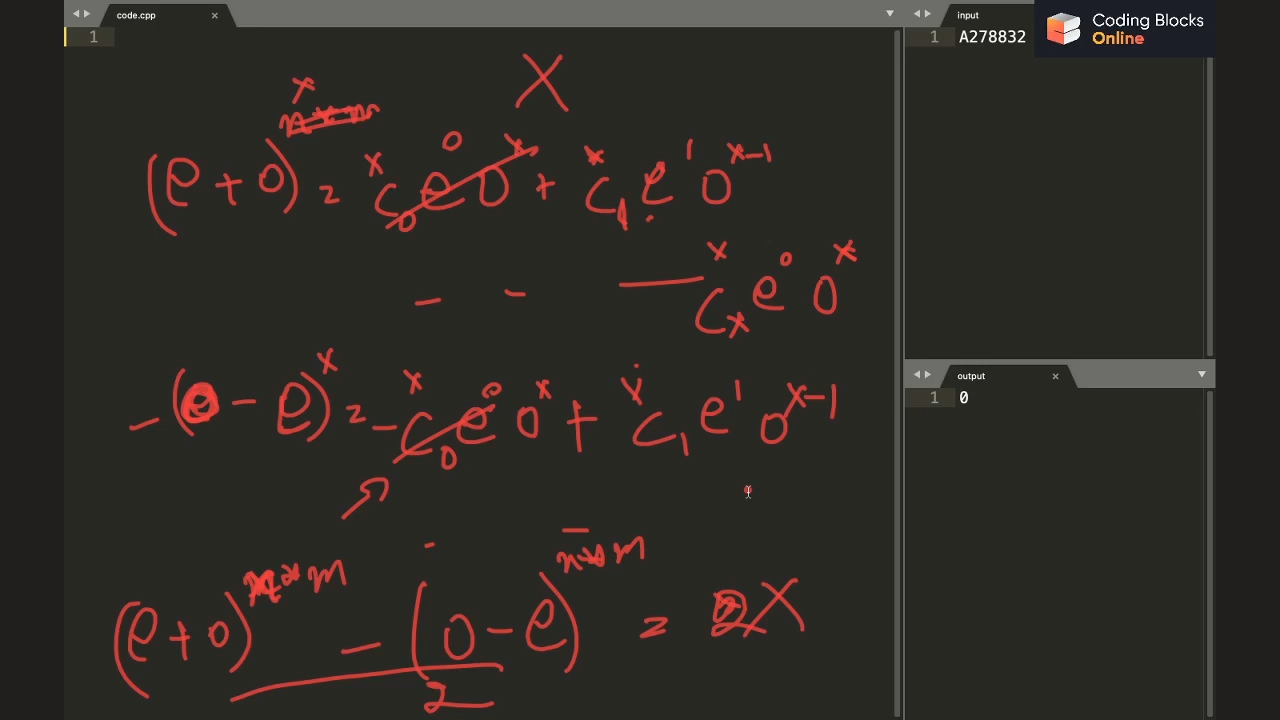 code.cpp ×
1
input
1 A278832
Coding Blocks
Online
X
(e+o)^x = xC0 e^0 o^x + xC1 e^1 o^x-1
- - — xCx e^0 o^x
- (e - e)^x = - xC0 e^0 o^x + xC1 e^1 o^x-1
output ×
1 0
(e+o)^n*m - (o-e)^n*m = 2X
2